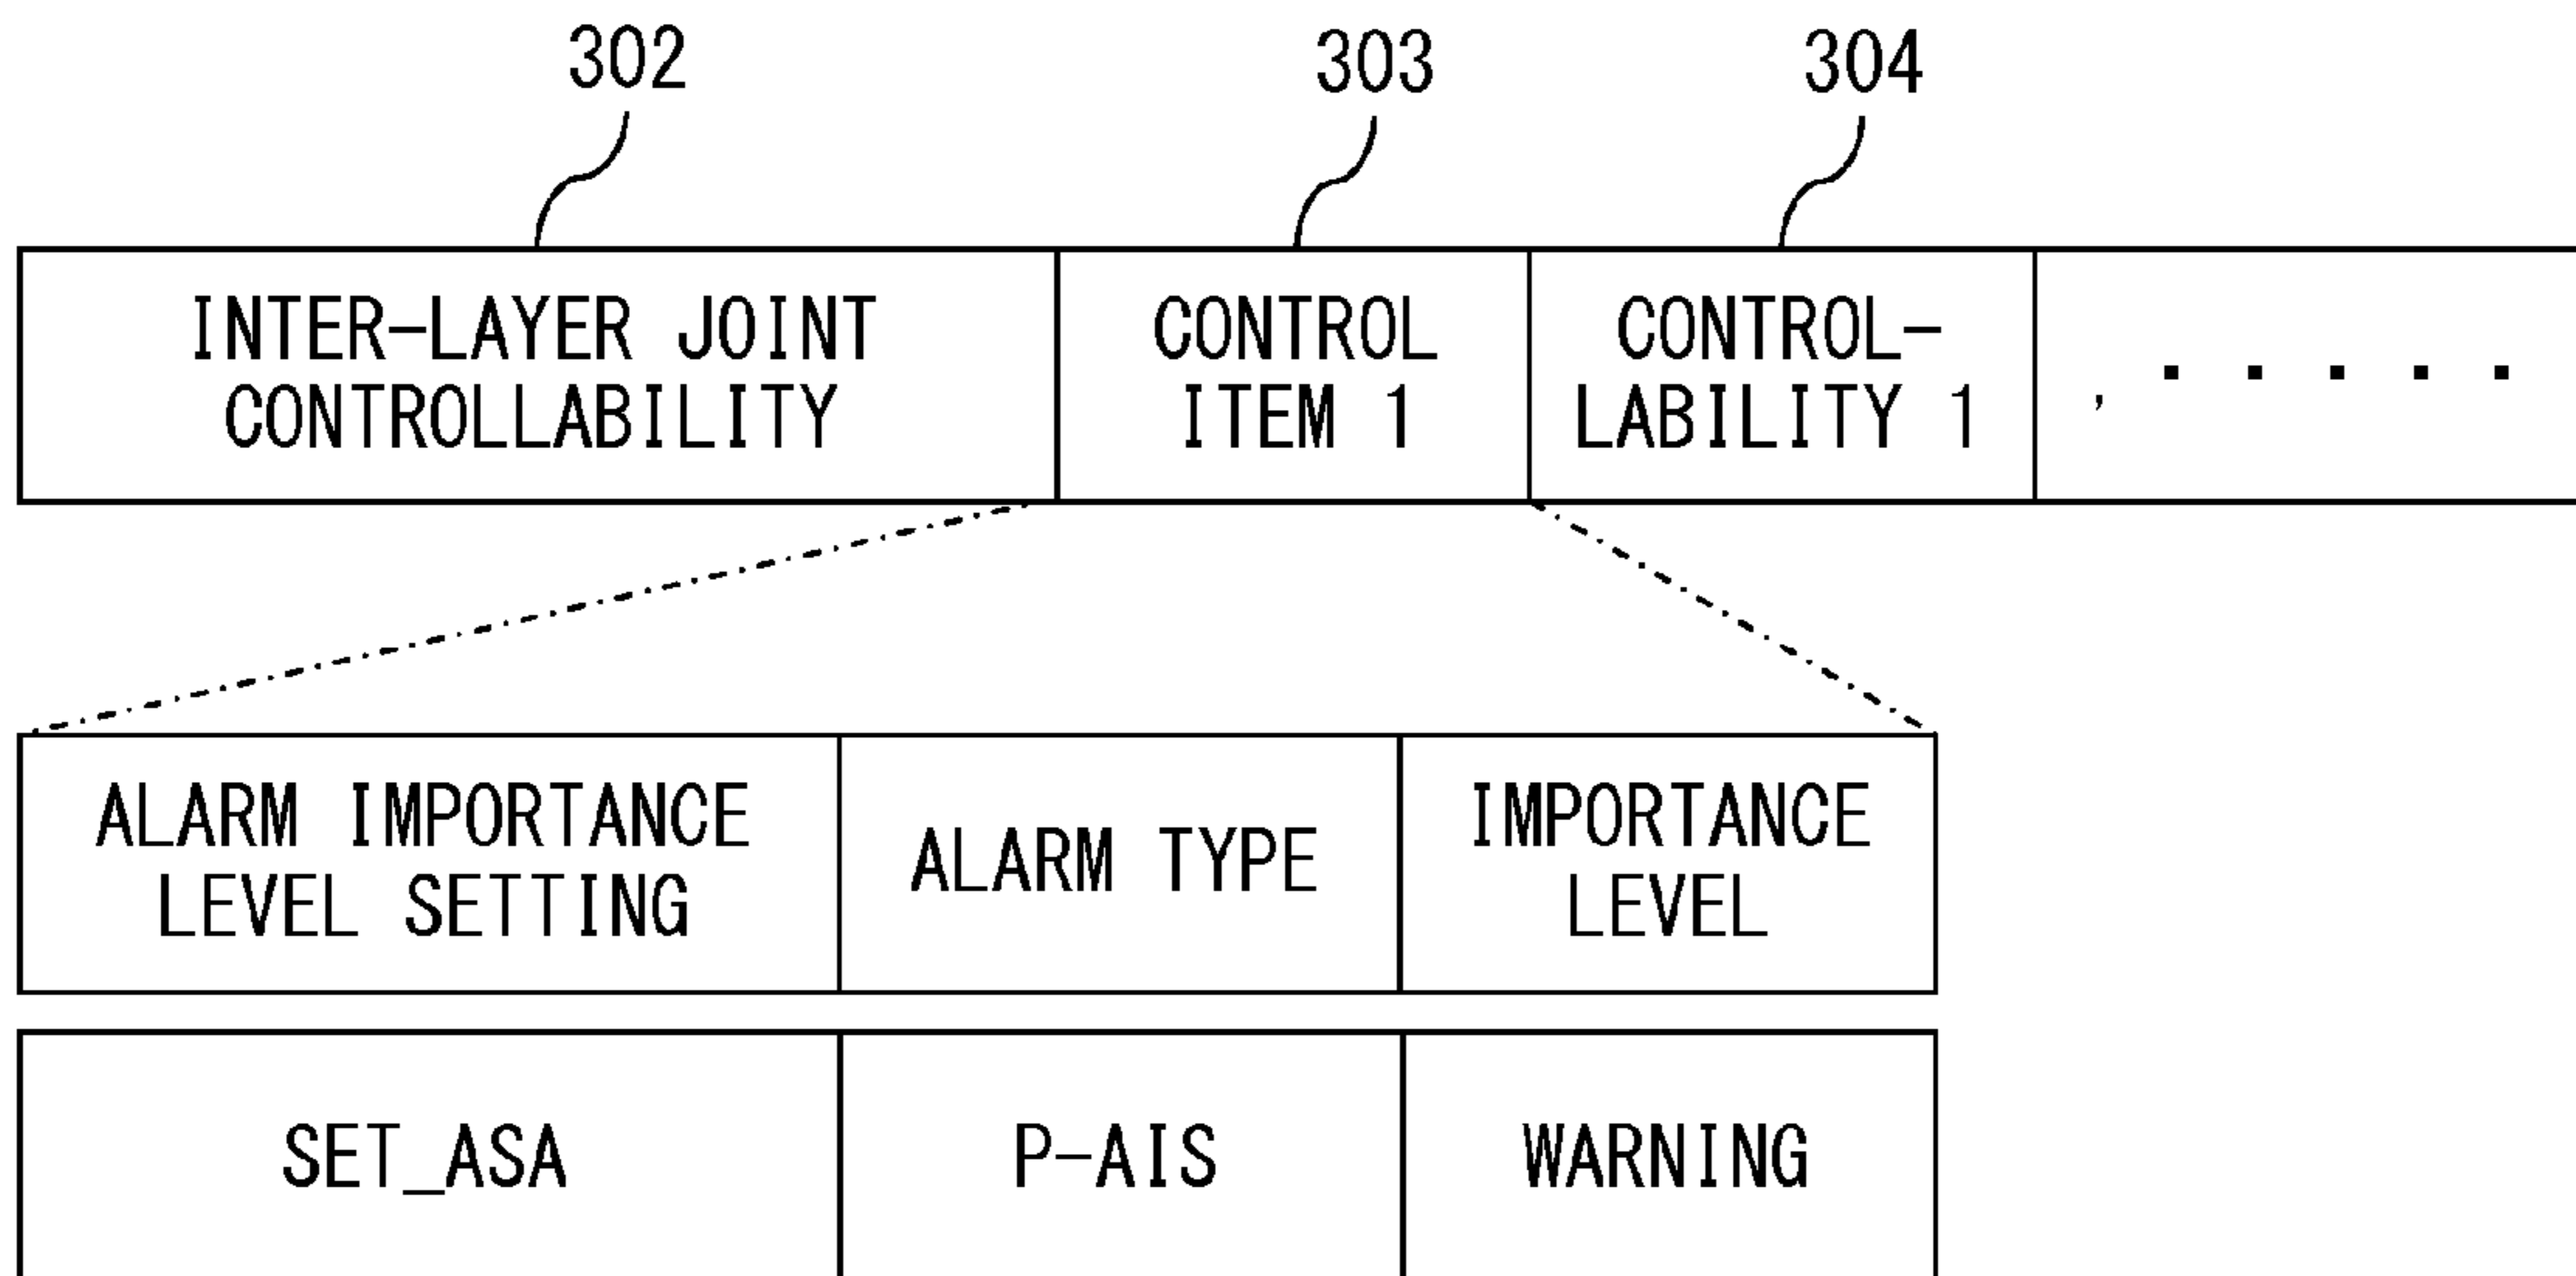 302
303
304
INTER-LAYER JOINT
CONTROLLABILITY
CONTROL
ITEM 1
CONTROL-
LABILITY 1
, ▪ ▪ ▪ ▪ ▪
ALARM IMPORTANCE
LEVEL SETTING
ALARM TYPE
IMPORTANCE
LEVEL
SET_ASA
P-AIS
WARNING